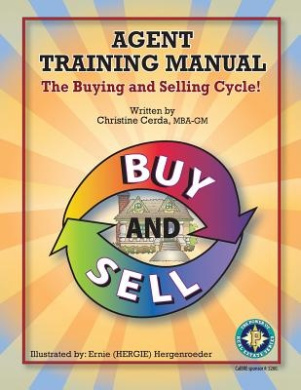 AGENT
TRAINING MANUAL
The Buying and Selling Cycle!
Written by
Christine Cerda, MBA-GM
BUY
AND
SELL
Illustrated by: Ernie (HERGIE) Hergenroeder